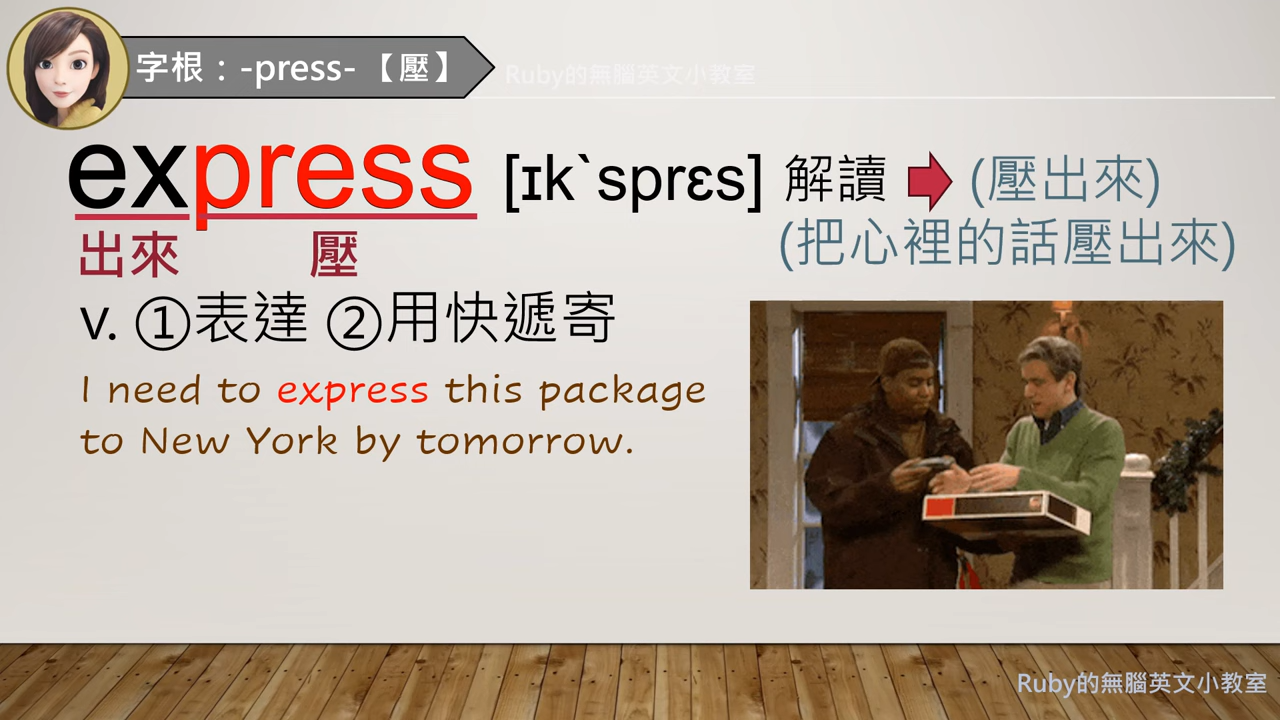 字根：-press-【壓】
Ruby的無腦英文小教室
express [ɪkˋsprɛs] 解讀 (壓出來)
(把心裡的話壓出來)
出來 壓
v. ①表達 ②用快遞寄
I need to express this package
to New York by tomorrow.
Ruby的無腦英文小教室